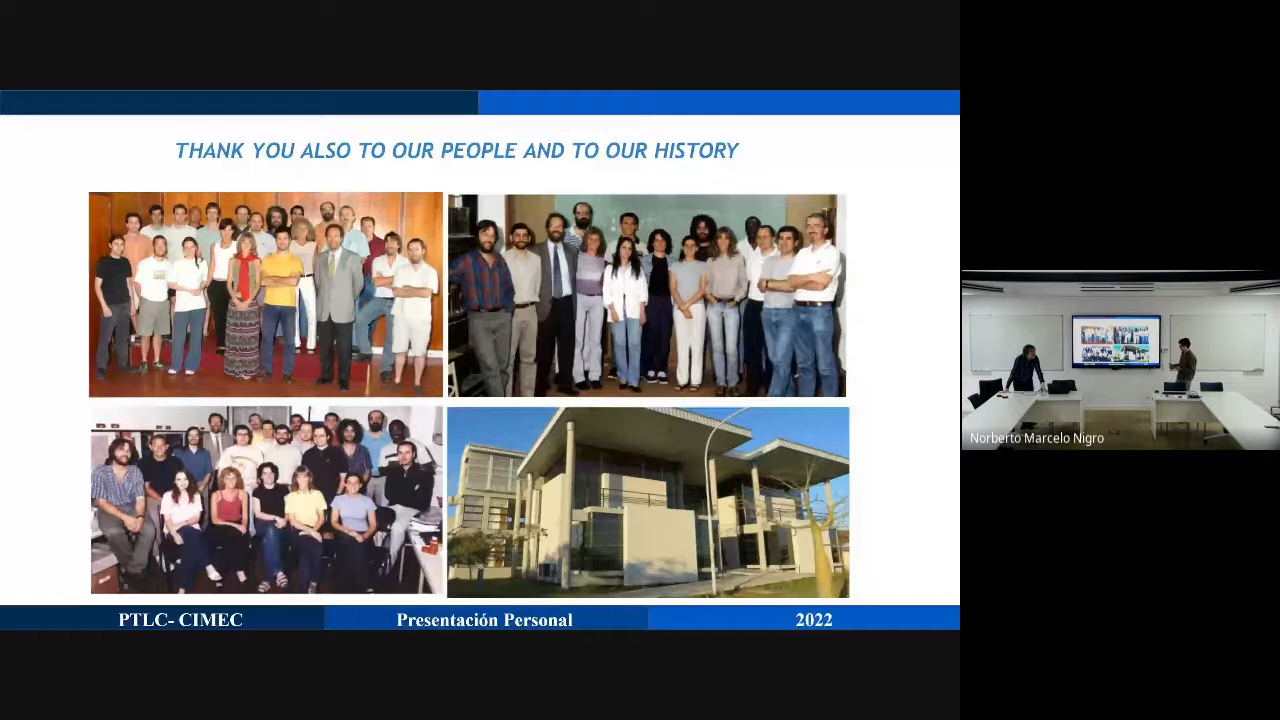 THANK YOU ALSO TO OUR PEOPLE AND TO OUR HISTORY
PTLC- CIMEC
Presentación Personal
2022
Norberto Marcelo Nigro